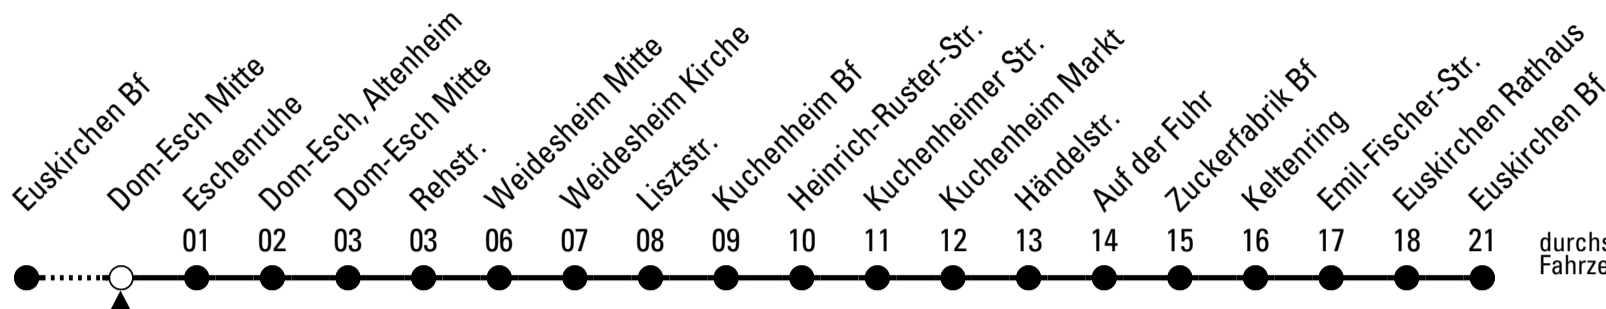 Euskirchen Bf
Dom-Esch Mitte
Eschenruhe
Dom-Esch, Altenheim
Dom-Esch Mitte
Rehstr.
Weidesheim Mitte
Weidesheim Kirche
Lisztstr.
Kuchenheim Bf
Heinrich-Ruster-Str.
Kuchenheimer Str.
Kuchenheim Markt
Händelstr.
Auf der Fuhr
Zuckerfabrik Bf
Keltenring
Emil-Fischer-Str.
Euskirchen Rathaus
Euskirchen Bf
01 02 03 03 06 07 08 09 10 11 12 13 14 15 16 17 18 21
durchs
Fahrze